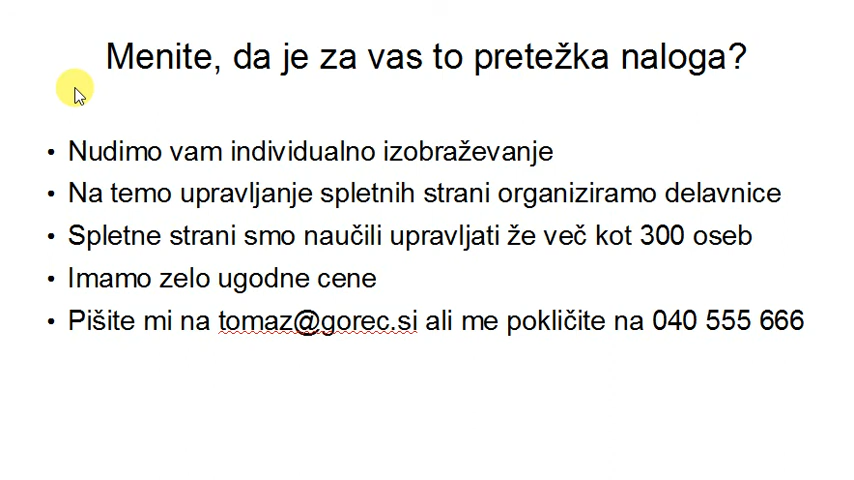 Menite, da je za vas to pretežka naloga?
• Nudimo vam individualno izobraževanje
• Na temo upravljanje spletnih strani organiziramo delavnice
• Spletne strani smo naučili upravljati že več kot 300 oseb
• Imamo zelo ugodne cene
• Pišite mi na tomaz@gorec.si ali me pokličite na 040 555 666